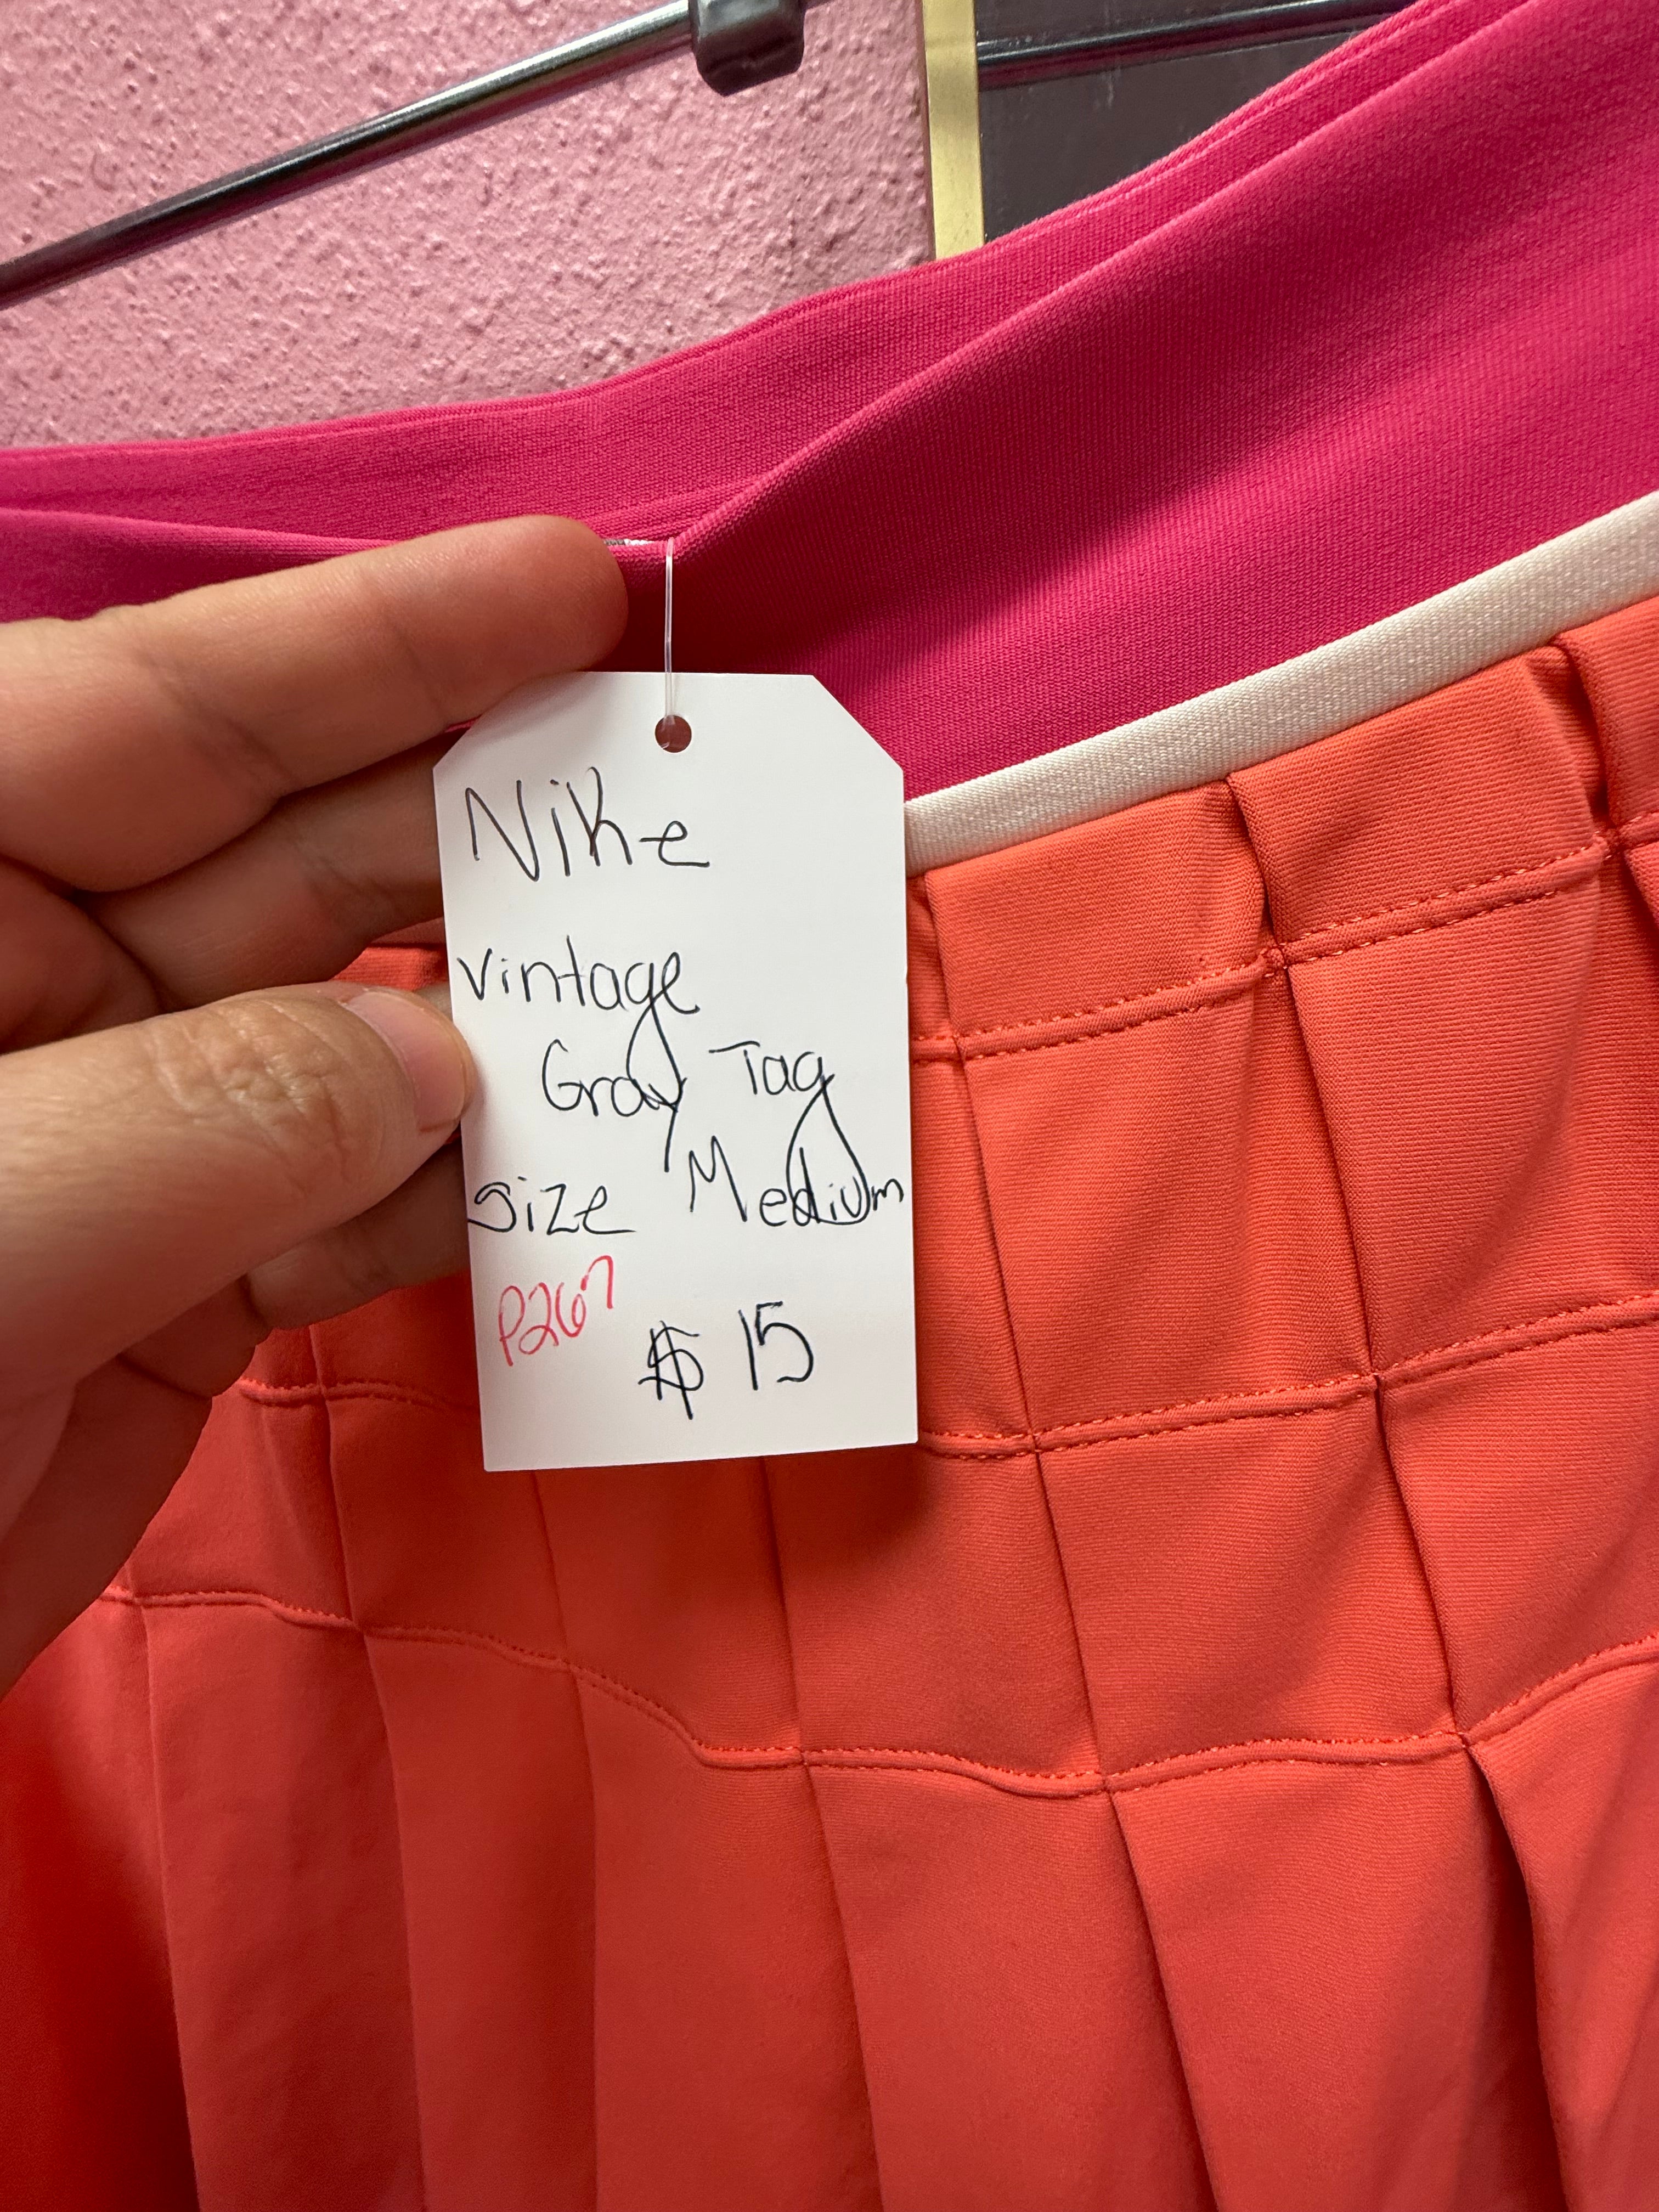 Nike
vintage
Gray Tag
Size Medium
P267
$ 15